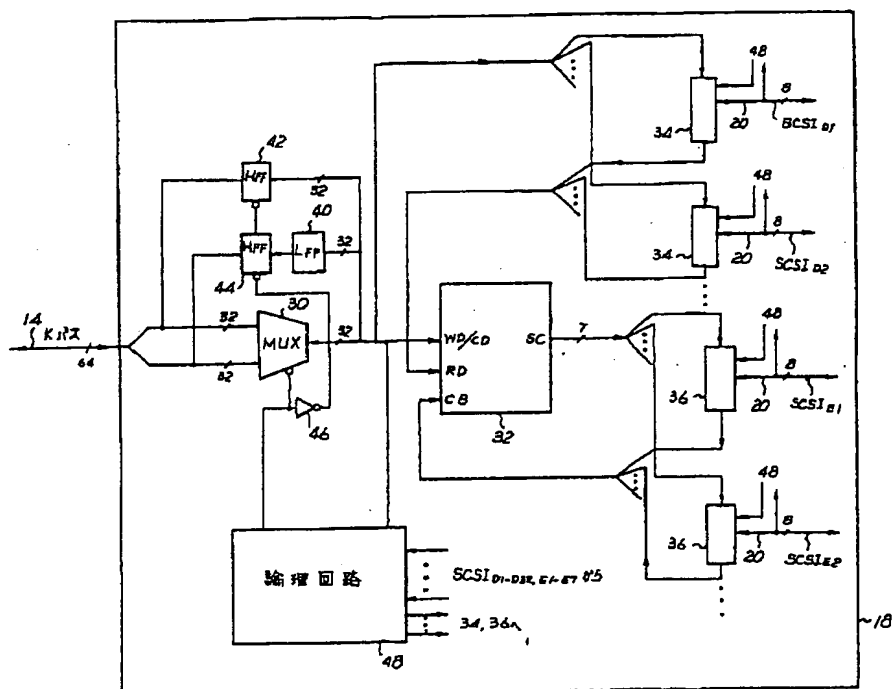 48
8
34
20
BCSI D1
42
HFF
32
40
HFF
LFP
32
44
30
48
8
34
20
SCSI D2
14
Kバス
64
32
MUX
32
32
46
WD/CD
SC
7
RD
CB
32
48
8
36
20
SCSI E1
48
8
36
20
SCSI E2
論理回路
SCSI D1-D32, E1-E7から
34, 36へ
48
18